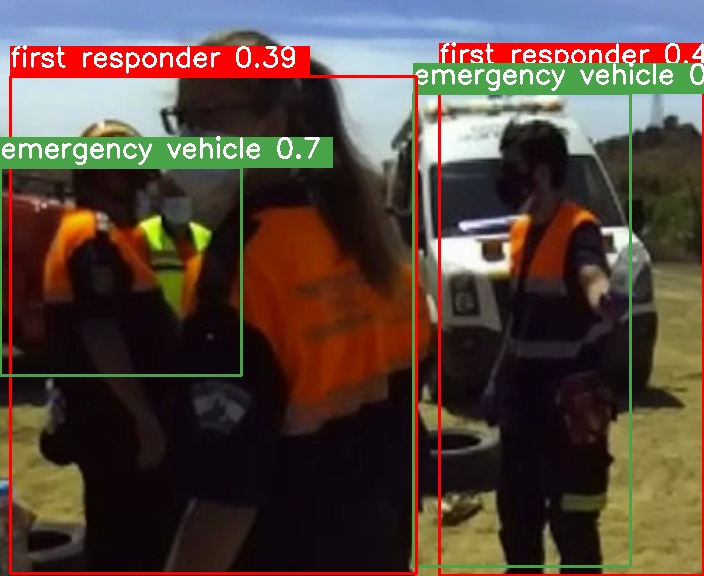 first responder 0.39
first responder 0.4
emergency vehicle 0
emergency vehicle 0.7